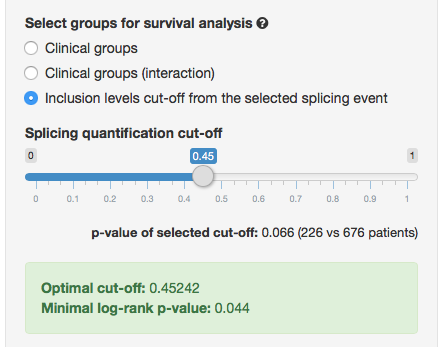 Select groups for survival analysis ?
Clinical groups
Clinical groups (interaction)
Inclusion levels cut-off from the selected splicing event
Splicing quantification cut-off
0 0.45 1
0 0.1 0.2 0.3 0.4 0.5 0.6 0.7 0.8 0.9 1
p-value of selected cut-off: 0.066 (226 vs 676 patients)
Optimal cut-off: 0.45242
Minimal log-rank p-value: 0.044